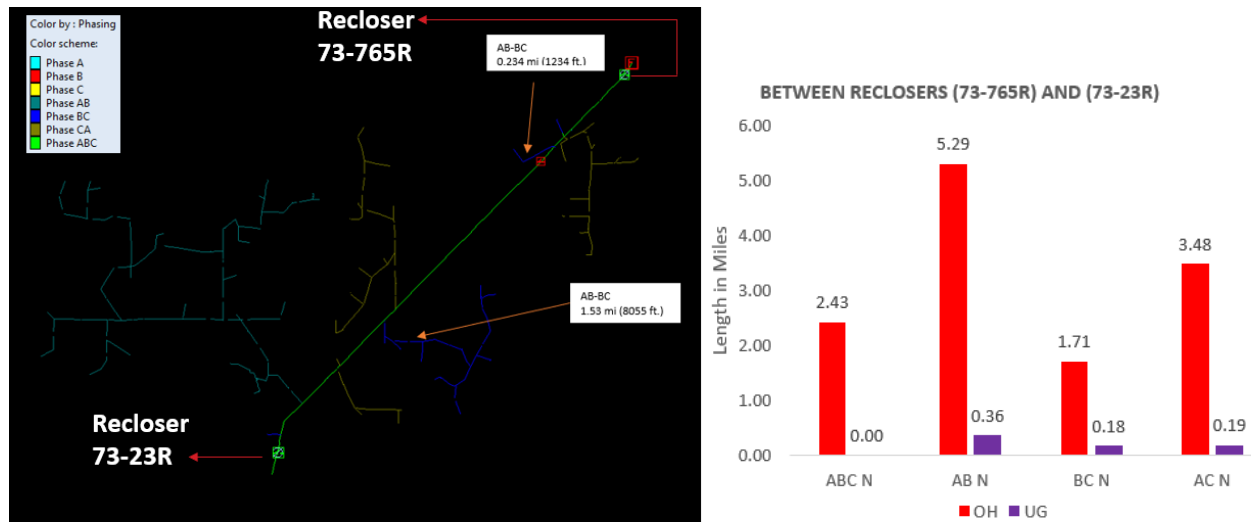 Color by : Phasing
Color scheme:
Phase A
Phase B
Phase C
Phase AB
Phase BC
Phase CA
Phase ABC
Recloser
73-765R
AB-BC
0.234 mi (1234 ft.)
AB-BC
1.53 mi (8055 ft.)
Recloser
73-23R
BETWEEN RECLOSERS (73-765R) AND (73-23R)
Length in Miles
6.00
5.00
4.00
3.00
2.00
1.00
0.00
2.43
0.00
5.29
0.36
1.71
0.18
3.48
0.19
ABC N
AB N
BC N
AC N
OH
UG